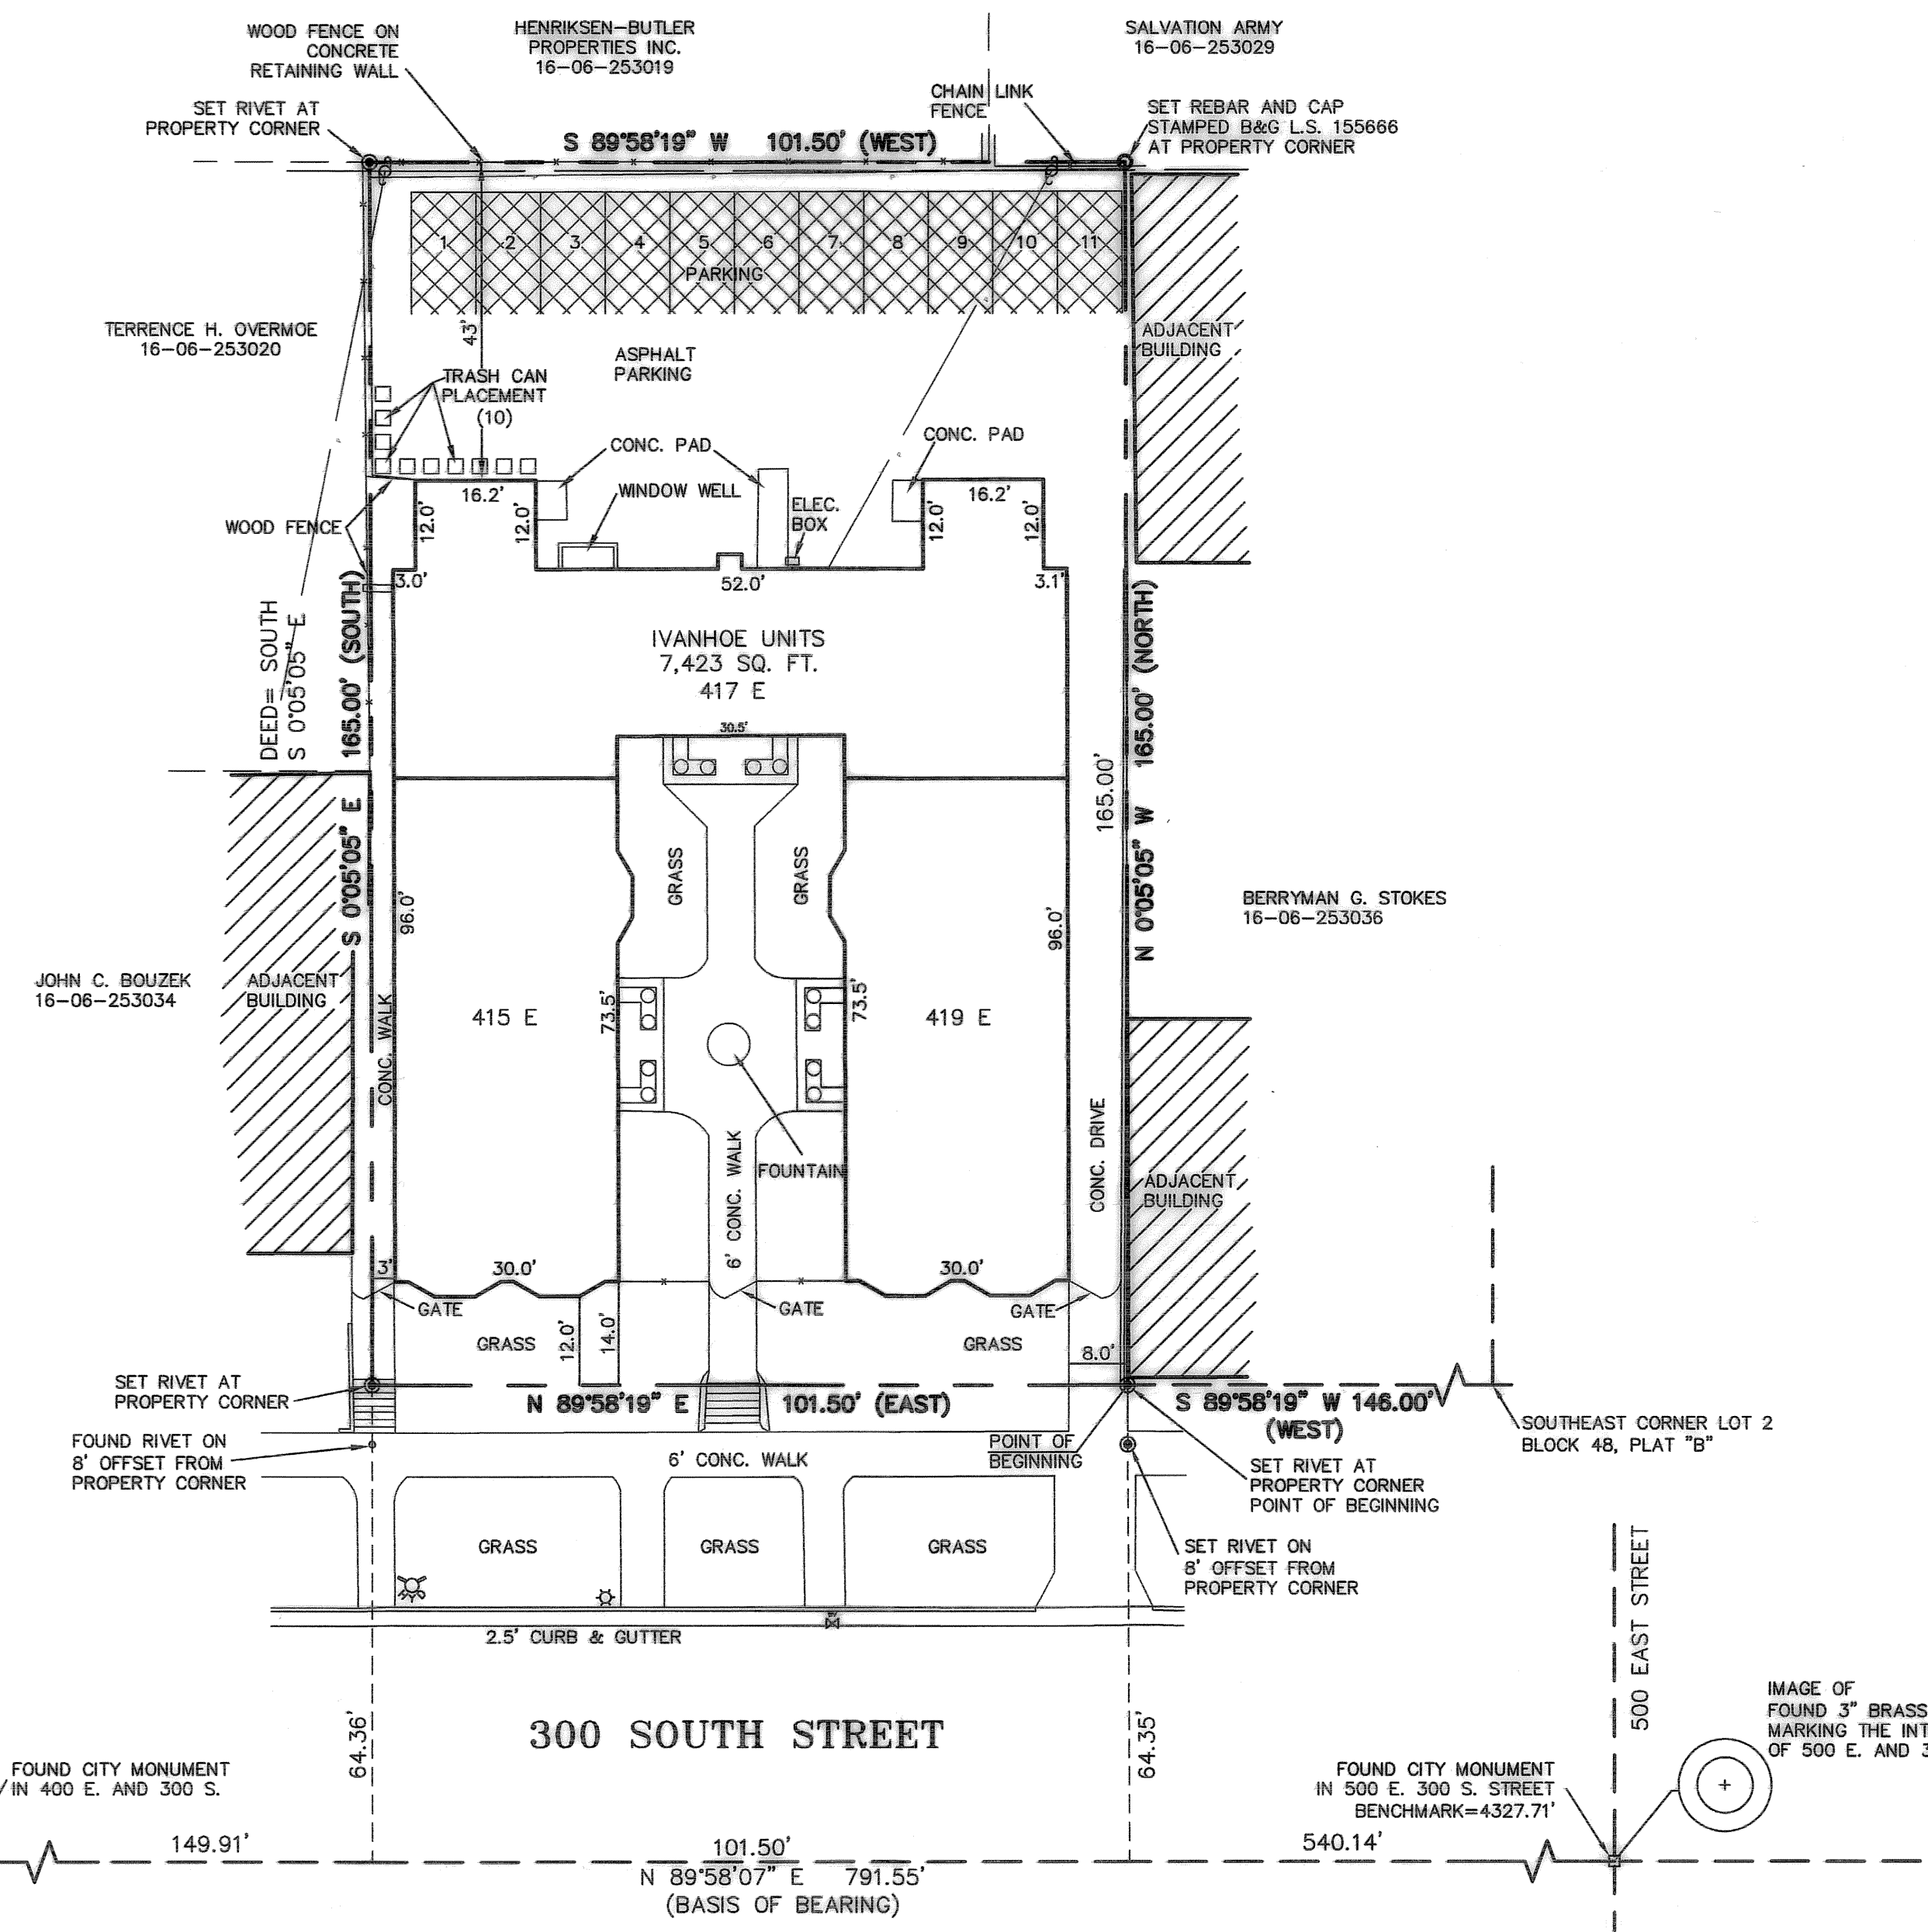 WOOD FENCE ON
CONCRETE
RETAINING WALL
HENRIKSEN-BUTLER
PROPERTIES INC.
16-06-253019
SALVATION ARMY
16-06-253029
SET RIVET AT
PROPERTY CORNER
CHAIN LINK
FENCE
SET REBAR AND CAP
STAMPED B&G L.S. 155666
AT PROPERTY CORNER
S 89°58'19" W 101.50' (WEST)
1 2 3 4 5 6 7 8 9 10 11
PARKING
43'
TERRENCE H. OVERMOE
16-06-253020
ASPHALT
PARKING
ADJACENT
BUILDING
TRASH CAN
PLACEMENT
(10)
CONC. PAD
CONC. PAD
WINDOW WELL
ELEC.
BOX
16.2'
16.2'
12.0'
12.0'
12.0'
12.0'
WOOD FENCE
3.0'
52.0'
3.1'
DEED= SOUTH
S 0°05'05" E
S 0°05'05" E 165.00' (SOUTH)
IVANHOE UNITS
7,423 SQ. FT.
417 E
30.5'
165.00'
N 0°05'05" W 165.00' (NORTH)
GRASS
GRASS
96.0'
96.0'
BERRYMAN G. STOKES
16-06-253036
JOHN C. BOUZEK
16-06-253034
ADJACENT
BUILDING
CONC. WALK
415 E
73.5'
73.5'
419 E
FOUNTAIN
6' CONC. WALK
CONC. DRIVE
ADJACENT
BUILDING
3'
30.0'
30.0'
GATE
GATE
GATE
GRASS
12.0'
14.0'
GRASS
8.0'
SET RIVET AT
PROPERTY CORNER
N 89°58'19" E 101.50' (EAST)
S 89°58'19" W 146.00'
(WEST)
SOUTHEAST CORNER LOT 2
BLOCK 48, PLAT "B"
FOUND RIVET ON
8' OFFSET FROM
PROPERTY CORNER
6' CONC. WALK
POINT OF
BEGINNING
SET RIVET AT
PROPERTY CORNER
POINT OF BEGINNING
GRASS
GRASS
GRASS
SET RIVET ON
8' OFFSET FROM
PROPERTY CORNER
2.5' CURB & GUTTER
500 EAST STREET
64.36'
300 SOUTH STREET
64.35'
IMAGE OF
FOUND 3" BRASS
MARKING THE INT
OF 500 E. AND 3
FOUND CITY MONUMENT
IN 400 E. AND 300 S.
FOUND CITY MONUMENT
IN 500 E. 300 S. STREET
BENCHMARK=4327.71'
149.91'
101.50'
540.14'
N 89°58'07" E 791.55'
(BASIS OF BEARING)